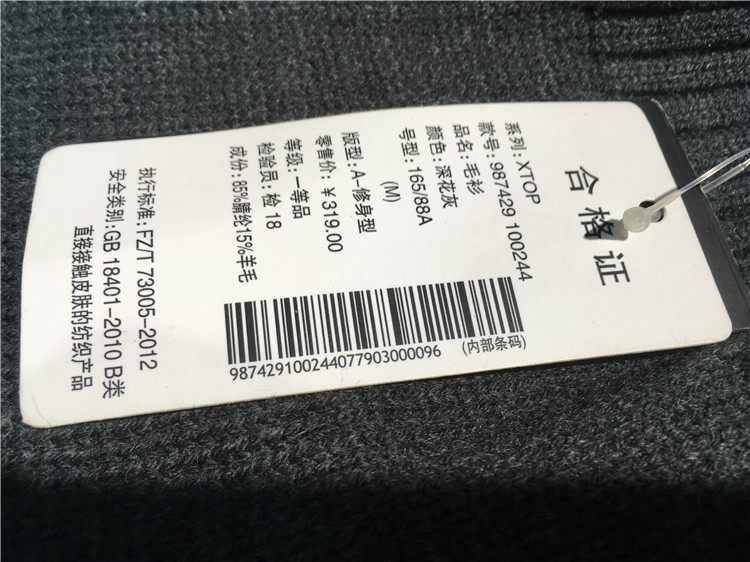 合格证
系列:XTOP
款号:987429 100244
品名:毛衫
颜色:深花灰
号型:165/88A
(M)
版型:A-修身型
零售价:¥319.00
等级:一等品
检验员:检 18
成份:85%腈纶15%羊毛
987429100244077903000096 (内部条码)
执行标准:FZ/T 73005-2012
安全类别:GB 18401-2010 B类
直接接触皮肤的纺织产品